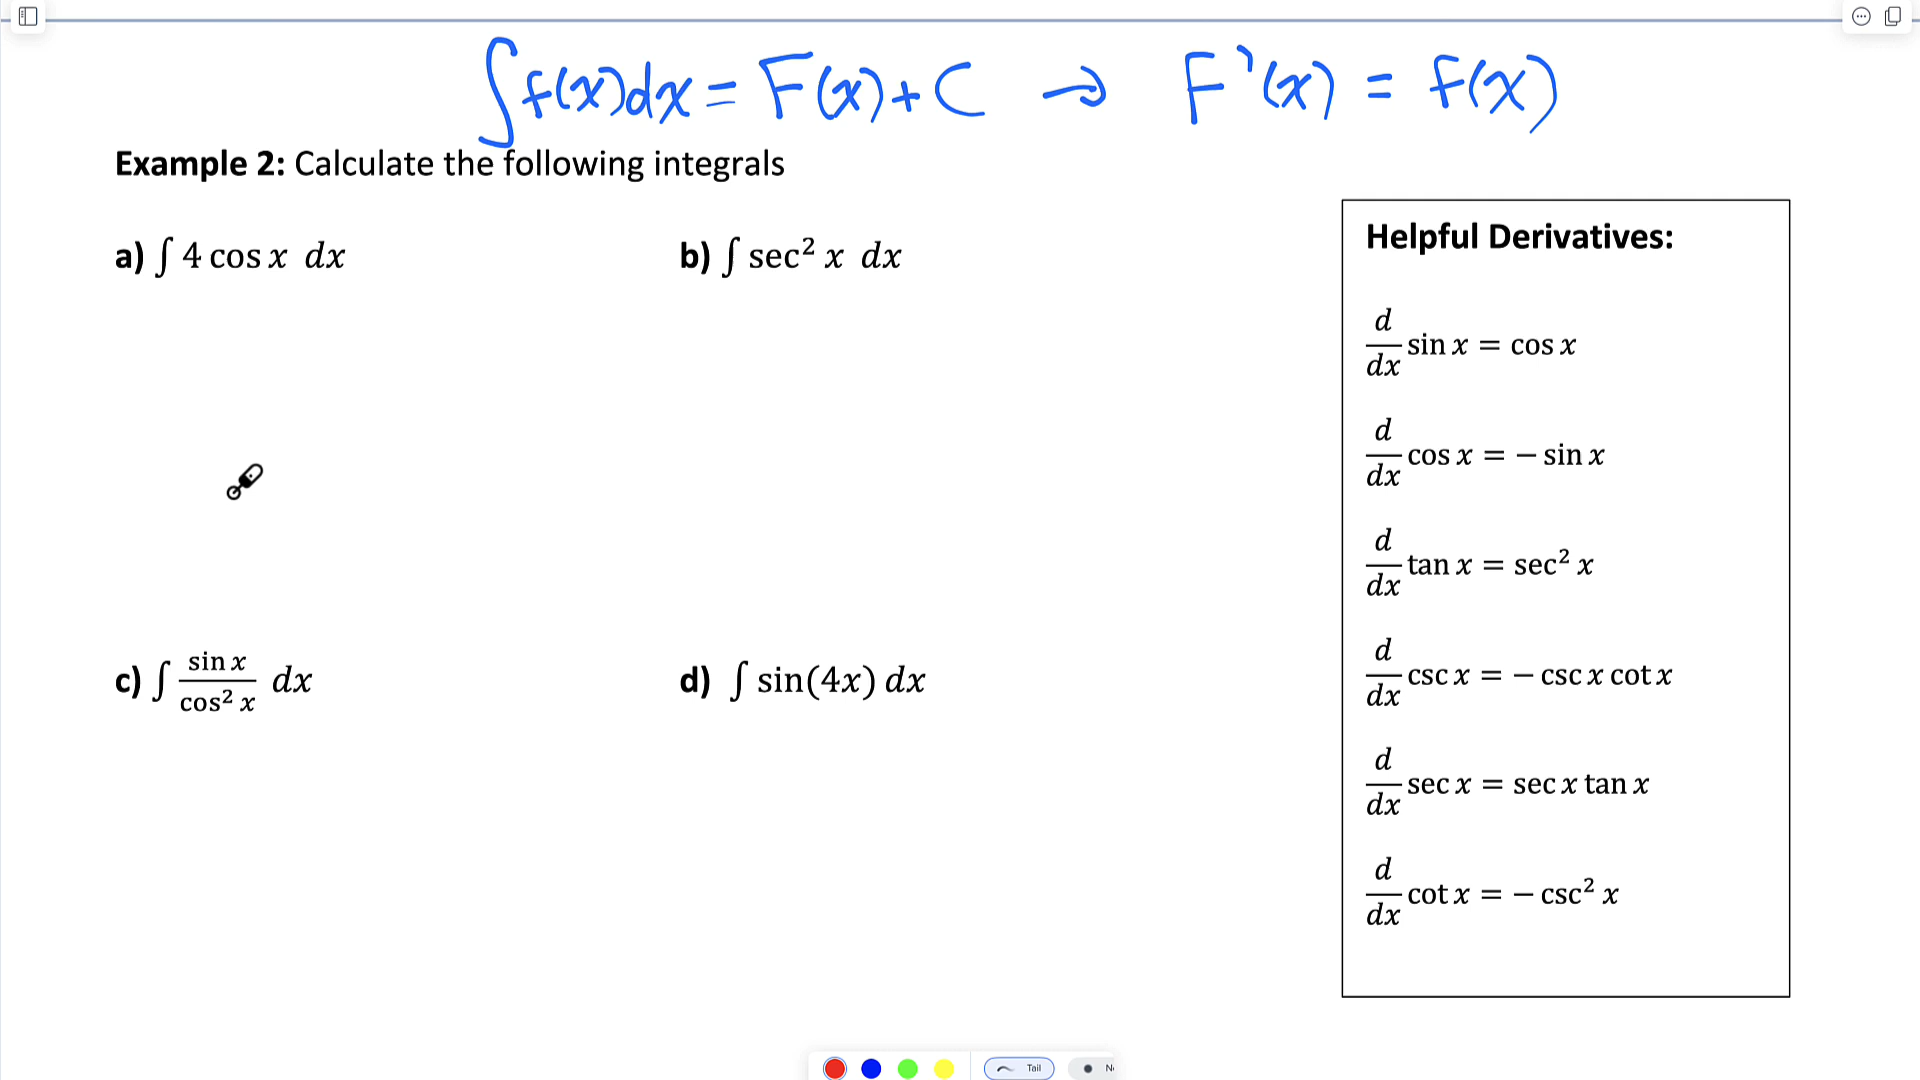 ∫f(x)dx = F(x)+C → F'(x) = f(x)
Example 2: Calculate the following integrals
a) ∫ 4 cos x dx
b) ∫ sec² x dx
c) ∫ sin x / cos² x dx
d) ∫ sin(4x) dx
Helpful Derivatives:
d/dx sin x = cos x
d/dx cos x = − sin x
d/dx tan x = sec² x
d/dx csc x = − csc x cot x
d/dx sec x = sec x tan x
d/dx cot x = − csc² x
Tail